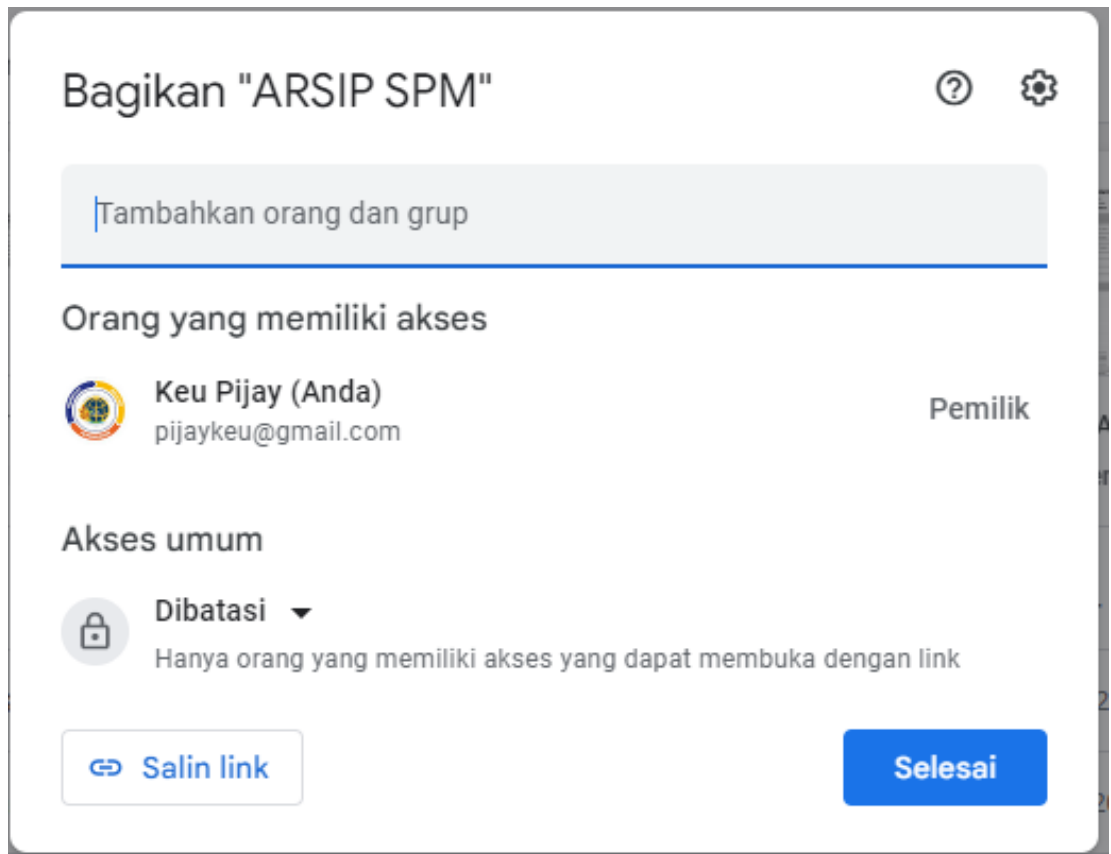 Bagikan "ARSIP SPM"
Tambahkan orang dan grup
Orang yang memiliki akses
Keu Pijay (Anda)
pijaykeu@gmail.com
Pemilik
Akses umum
Dibatasi
Hanya orang yang memiliki akses yang dapat membuka dengan link
Salin link
Selesai